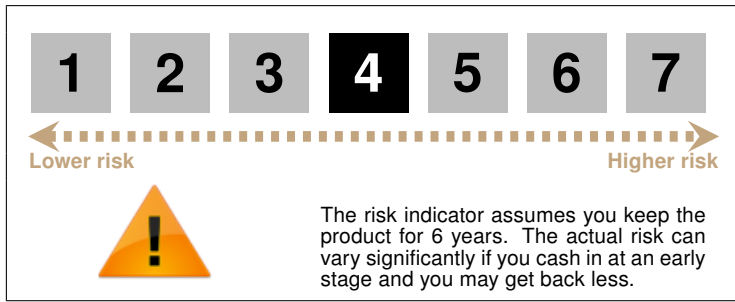 1 2 3 4 5 6 7
Lower risk Higher risk
!
The risk indicator assumes you keep the
product for 6 years. The actual risk can
vary significantly if you cash in at an early
stage and you may get back less.